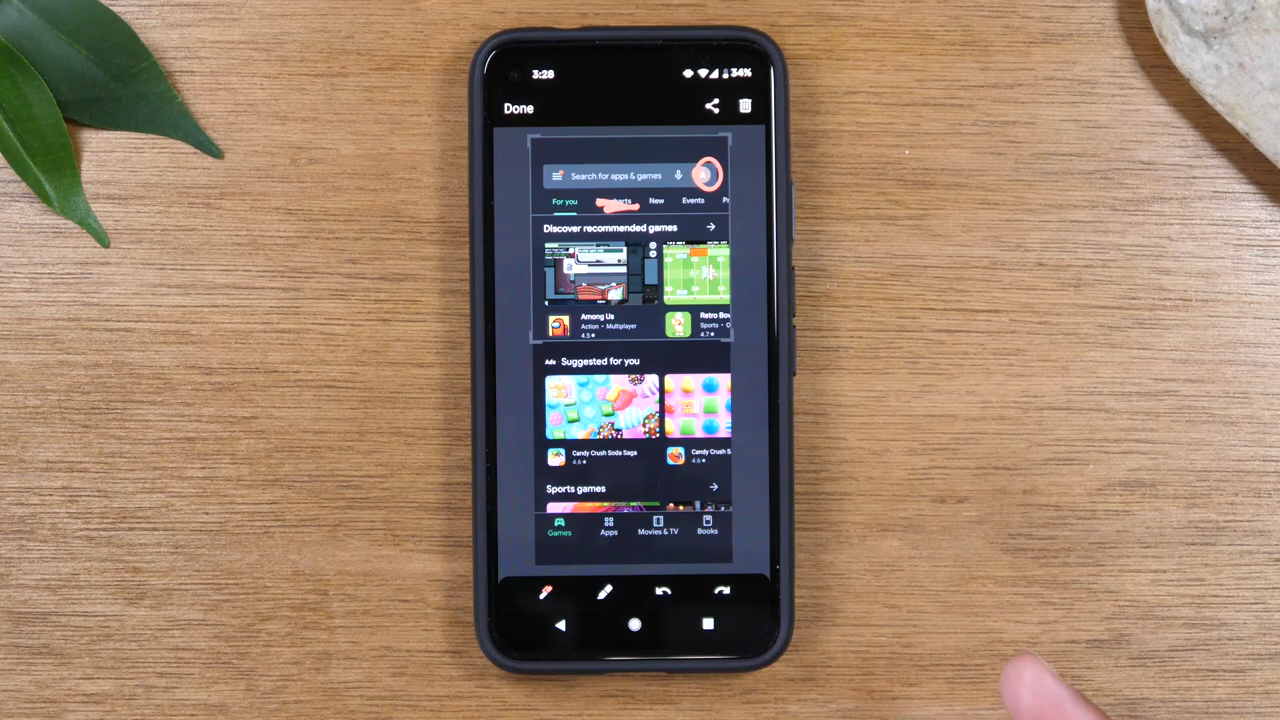 3:28 34%
Done
Search for apps & games A
For you charts New Events
Discover recommended games
Among Us Retro Bow
Action • Multiplayer Sports • O
4.5★ 4.7★
Ads Suggested for you
Candy Crush Soda Saga Candy Crush S
4.6★ 4.6★
Sports games
Games Apps Movies & TV Books